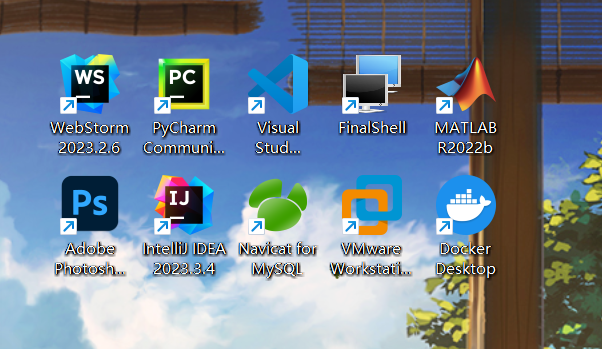 WS
PC
WebStorm
2023.2.6
PyCharm
Communi...
Visual
Stud...
FinalShell
MATLAB
R2022b
Ps
IJ
Adobe
Photosh...
IntelliJ IDEA
2023.3.4
Navicat for
MySQL
VMware
Workstati...
Docker
Desktop